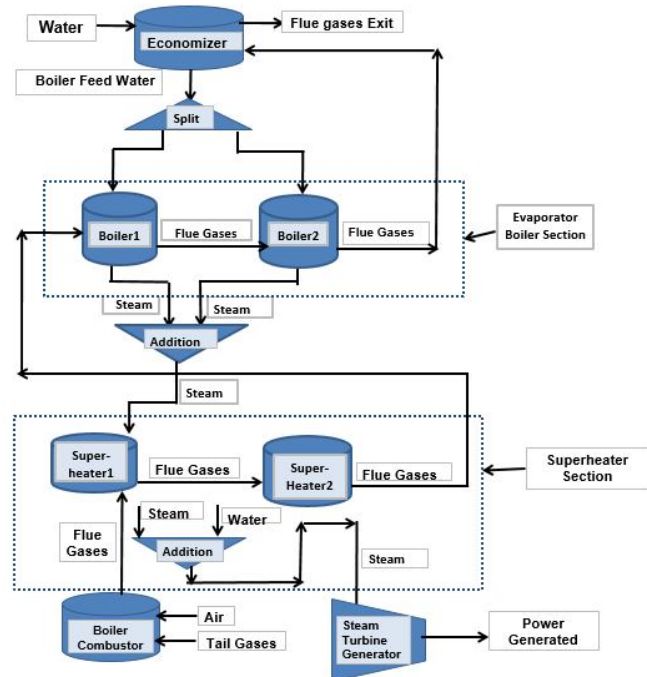 Water
Flue gases Exit
Economizer
Boiler Feed Water
Split
Boiler1
Flue Gases
Boiler2
Flue Gases
Evaporator
Boiler Section
Steam
Steam
Addition
Steam
Super-
heater1
Flue Gases
Super-
Heater2
Flue Gases
Superheater
Section
Steam
Water
Flue
Gases
Addition
Steam
Boiler
Combustor
Air
Tail Gases
Steam
Turbine
Generator
Power
Generated